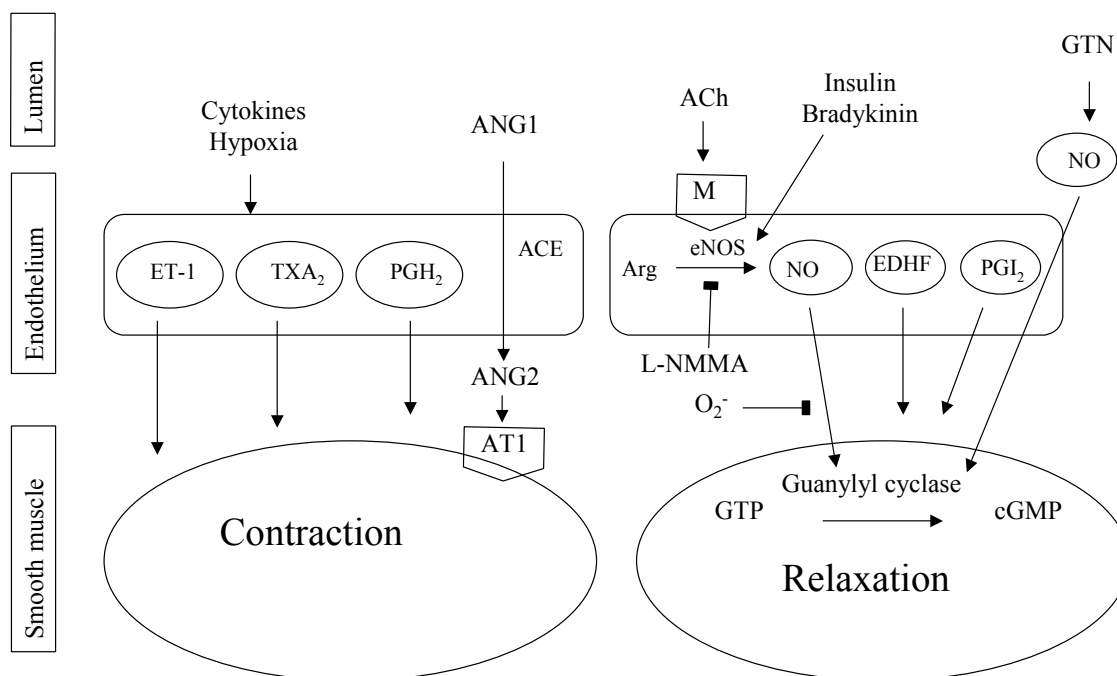 Lumen
Endothelium
Smooth muscle
Cytokines
Hypoxia
ANG1
ET-1
TXA₂
PGH₂
ACE
ANG2
AT1
Contraction
ACh
M
Insulin
Bradykinin
GTN
NO
Arg
eNOS
NO
EDHF
PGI₂
L-NMMA
O₂⁻
Guanylyl cyclase
GTP
cGMP
Relaxation